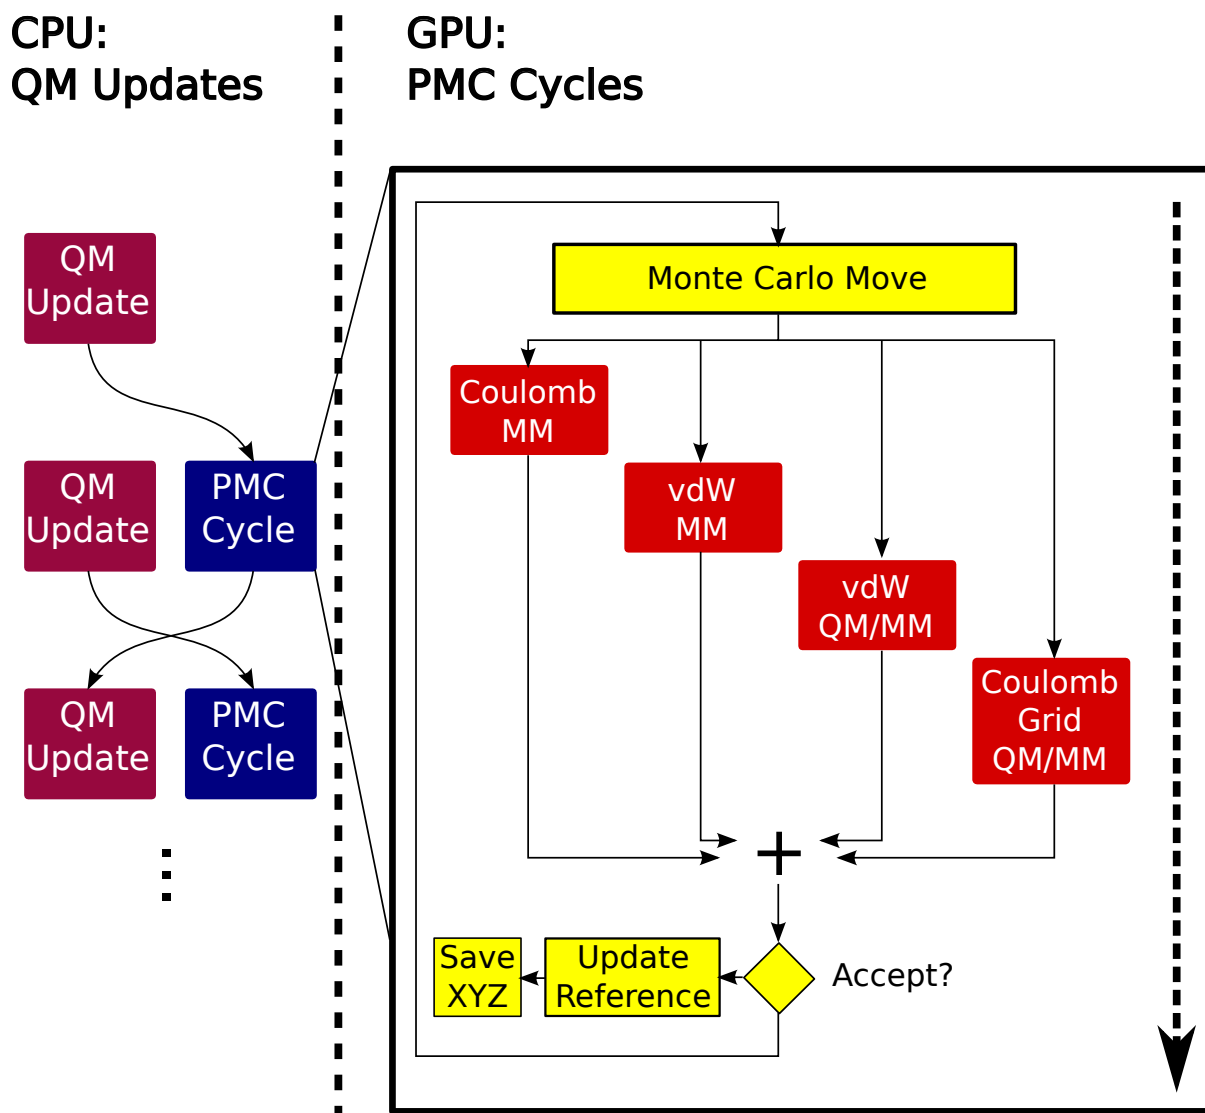 CPU:
QM Updates
GPU:
PMC Cycles
QM
Update
QM
Update
PMC
Cycle
QM
Update
PMC
Cycle
Monte Carlo Move
Coulomb
MM
vdW
MM
vdW
QM/MM
Coulomb
Grid
QM/MM
+
Save
XYZ
Update
Reference
Accept?